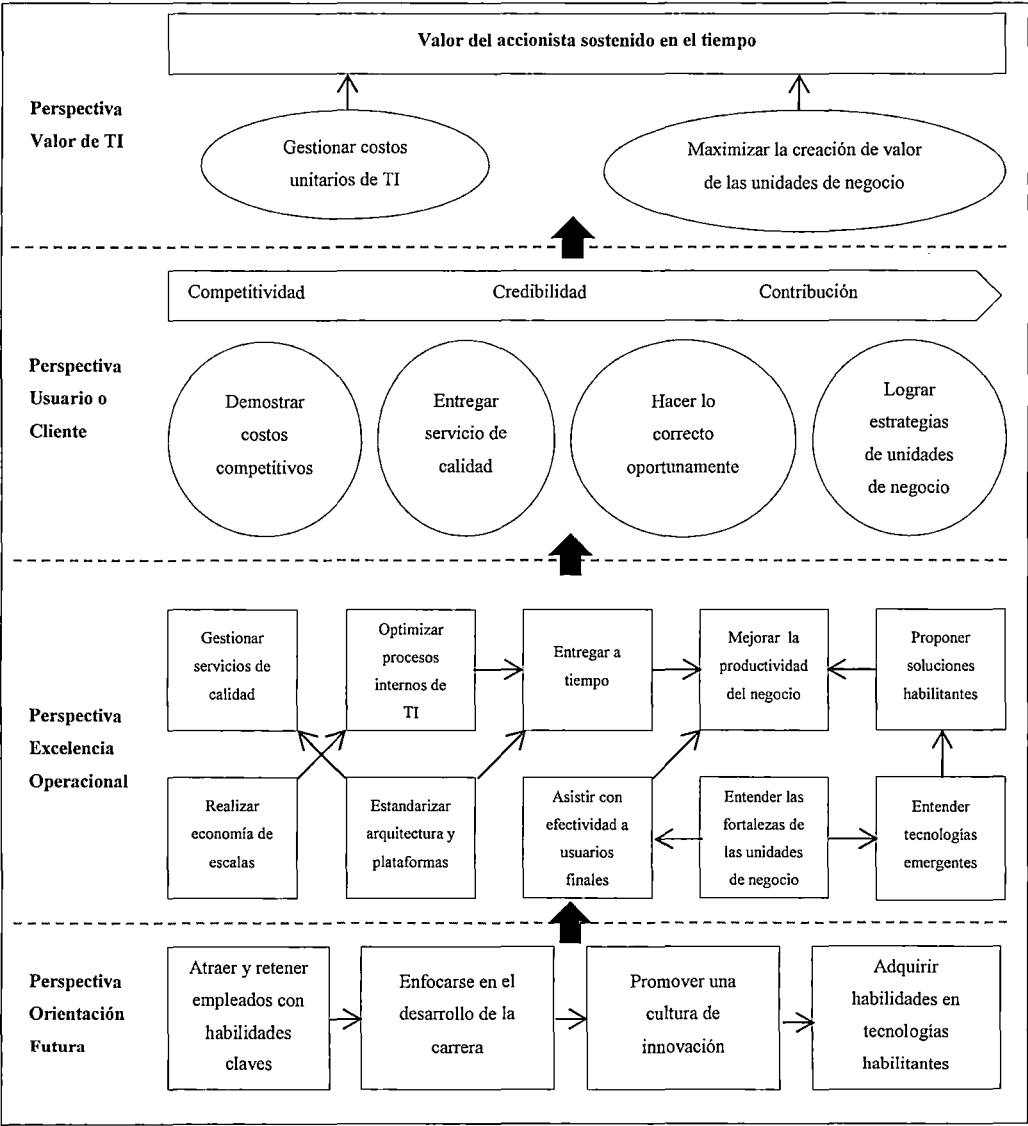 Valor del accionista sostenido en el tiempo
Perspectiva
Valor de TI
Gestionar costos
unitarios de TI
Maximizar la creación de valor
de las unidades de negocio
Competitividad
Credibilidad
Contribución
Perspectiva
Usuario o
Cliente
Demostrar
costos
competitivos
Entregar
servicio de
calidad
Hacer lo
correcto
oportunamente
Lograr
estrategias
de unidades
de negocio
Perspectiva
Excelencia
Operacional
Gestionar
servicios de
calidad
Optimizar
procesos
internos de
TI
Entregar a
tiempo
Mejorar la
productividad
del negocio
Proponer
soluciones
habilitantes
Realizar
economía de
escalas
Estandarizar
arquitectura y
plataformas
Asistir con
efectividad a
usuarios
finales
Entender las
fortalezas de
las unidades
de negocio
Entender
tecnologías
emergentes
Perspectiva
Orientación
Futura
Atraer y retener
empleados con
habilidades
claves
Enfocarse en el
desarrollo de la
carrera
Promover una
cultura de
innovación
Adquirir
habilidades en
tecnologías
habilitantes